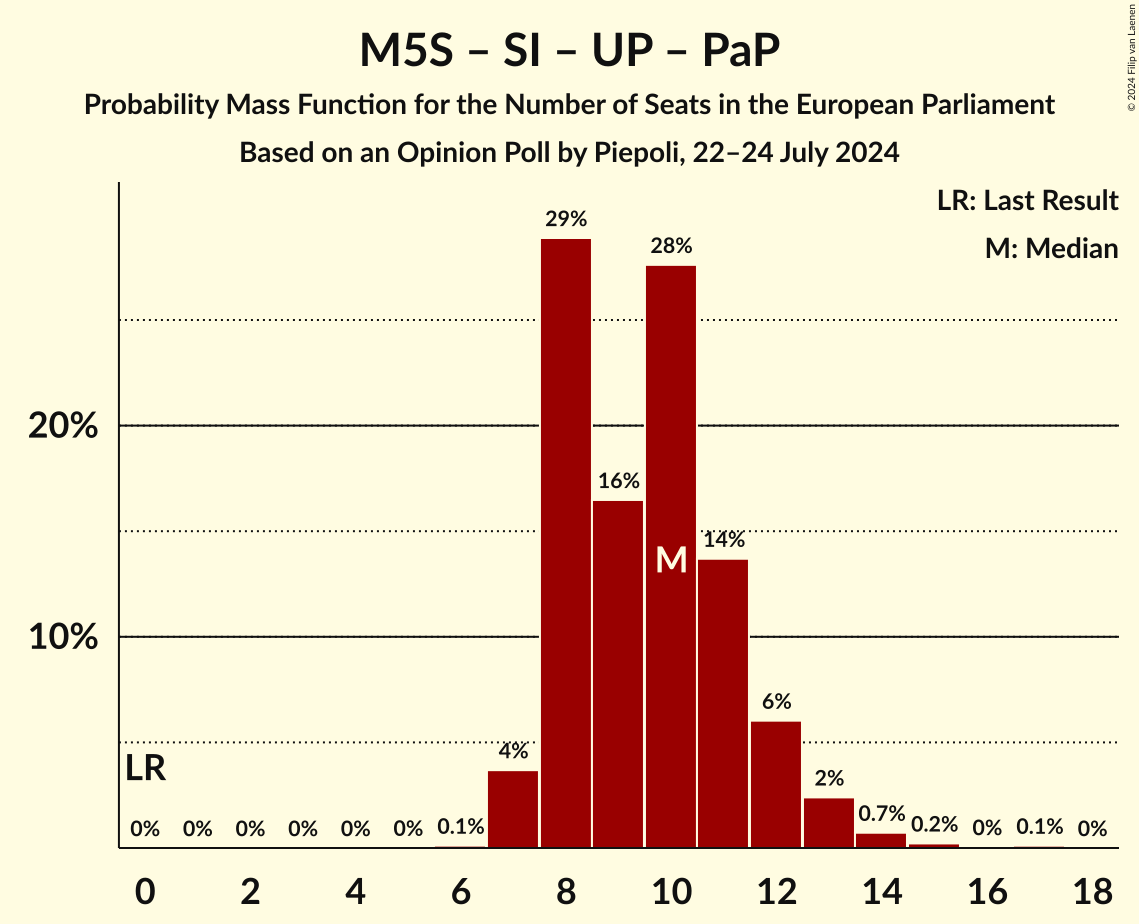 M5S – SI – UP – PaP
Probability Mass Function for the Number of Seats in the European Parliament
Based on an Opinion Poll by Piepoli, 22–24 July 2024
© 2024 Filip van Laenen
LR: Last Result
M: Median
29%
28%
20%
16%
14%
M
10%
6%
4%
LR
2%
0% 0% 0% 0% 0% 0% 0.1% 0.7% 0.2% 0% 0.1% 0%
0 2 4 6 8 10 12 14 16 18